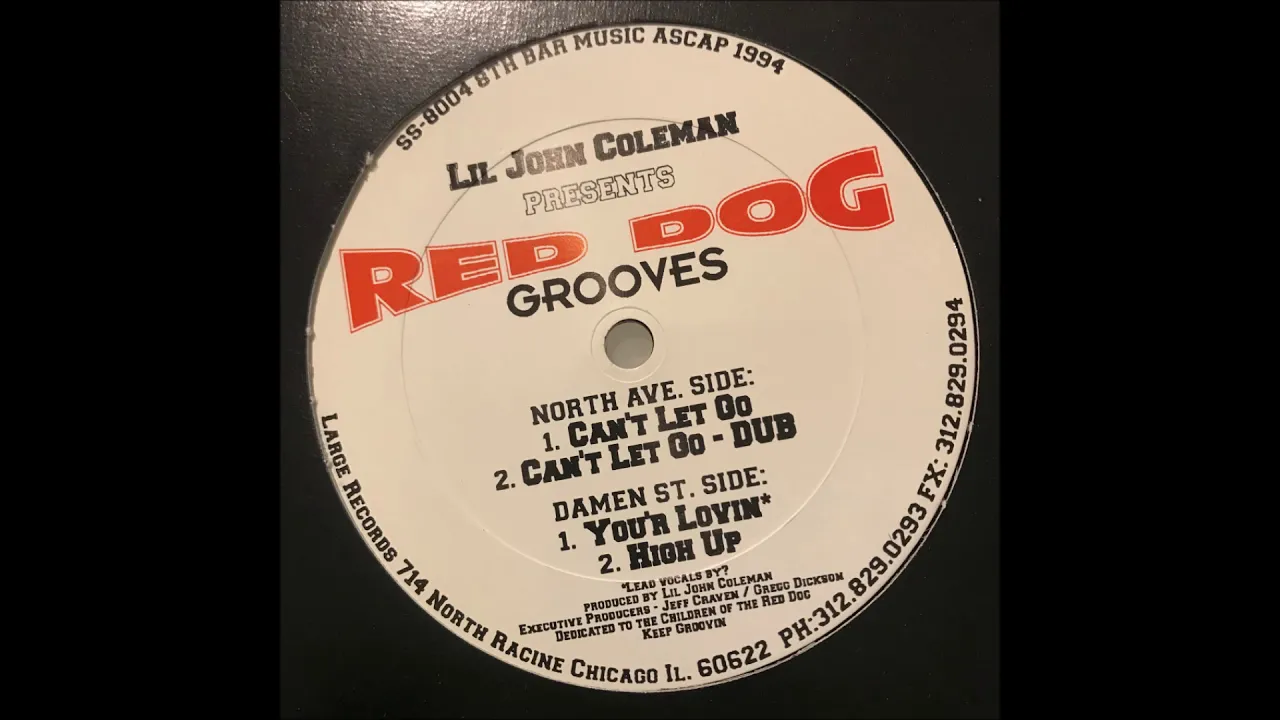 SS-8004 8TH BAR MUSIC ASCAP 1994
LIL JOHN COLEMAN
PRESENTS
RED DOG
GROOVES
NORTH AVE. SIDE:
1. CAN'T LET GO
2. CAN'T LET GO - DUB
DAMEN ST. SIDE:
1. YOU'R LOVIN*
2. HIGH UP
*LEAD VOCALS BY?
PRODUCED BY LIL JOHN COLEMAN
EXECUTIVE PRODUCERS - JEFF CRAVEN / GREGG DICKSOM
DEDICATED TO THE CHILDREN OF THE RED DOG
KEEP GROOVIN
LARGE RECORDS 714 NORTH RACINE CHICAGO IL. 60622 PH:312.829.0293 FX: 312.829.0294